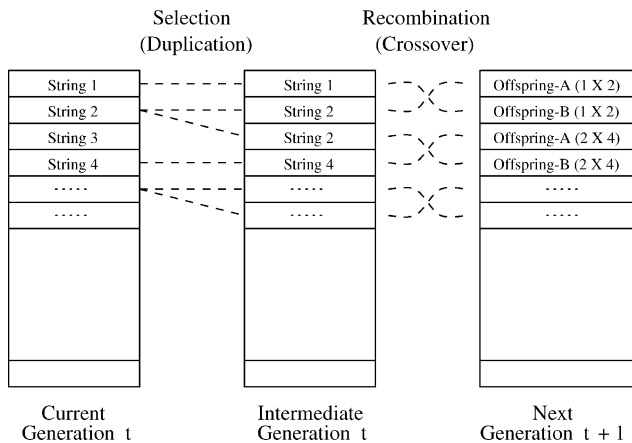 Selection
(Duplication)
Recombination
(Crossover)
String 1
String 2
String 3
String 4
-----
-----
String 1
String 2
String 2
String 4
-----
-----
Offspring-A (1 X 2)
Offspring-B (1 X 2)
Offspring-A (2 X 4)
Offspring-B (2 X 4)
-----
-----
Current
Generation t
Intermediate
Generation t
Next
Generation t + 1